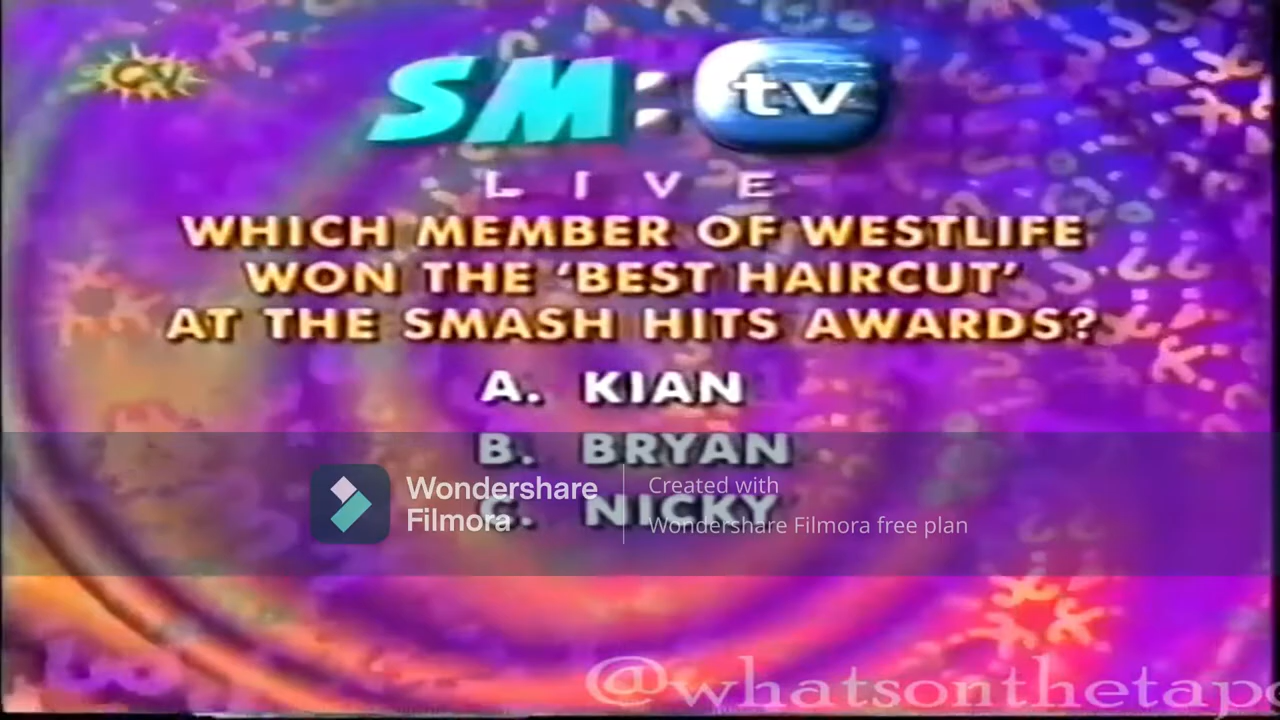 SM:tv
LIVE
WHICH MEMBER OF WESTLIFE
WON THE ‘BEST HAIRCUT’
AT THE SMASH HITS AWARDS?
A. KIAN
B. BRYAN
C. NICKY
Wondershare
Filmora
Created with
Wondershare Filmora free plan
@whatsonthetap